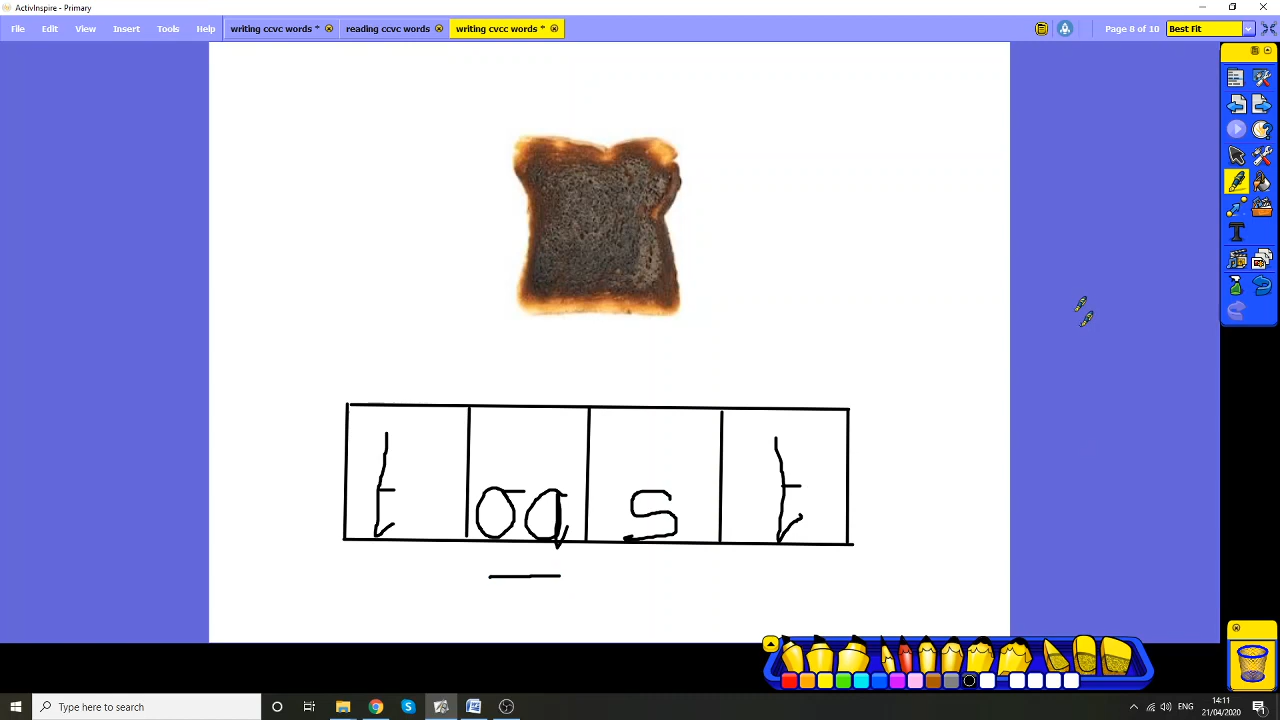 ActivInspire - Primary
File Edit View Insert Tools Help writing ccvc words * reading ccvc words writing cvcc words * Page 8 of 10 Best Fit
t oa s t
Type here to search
ENG 14:11
21/04/2020